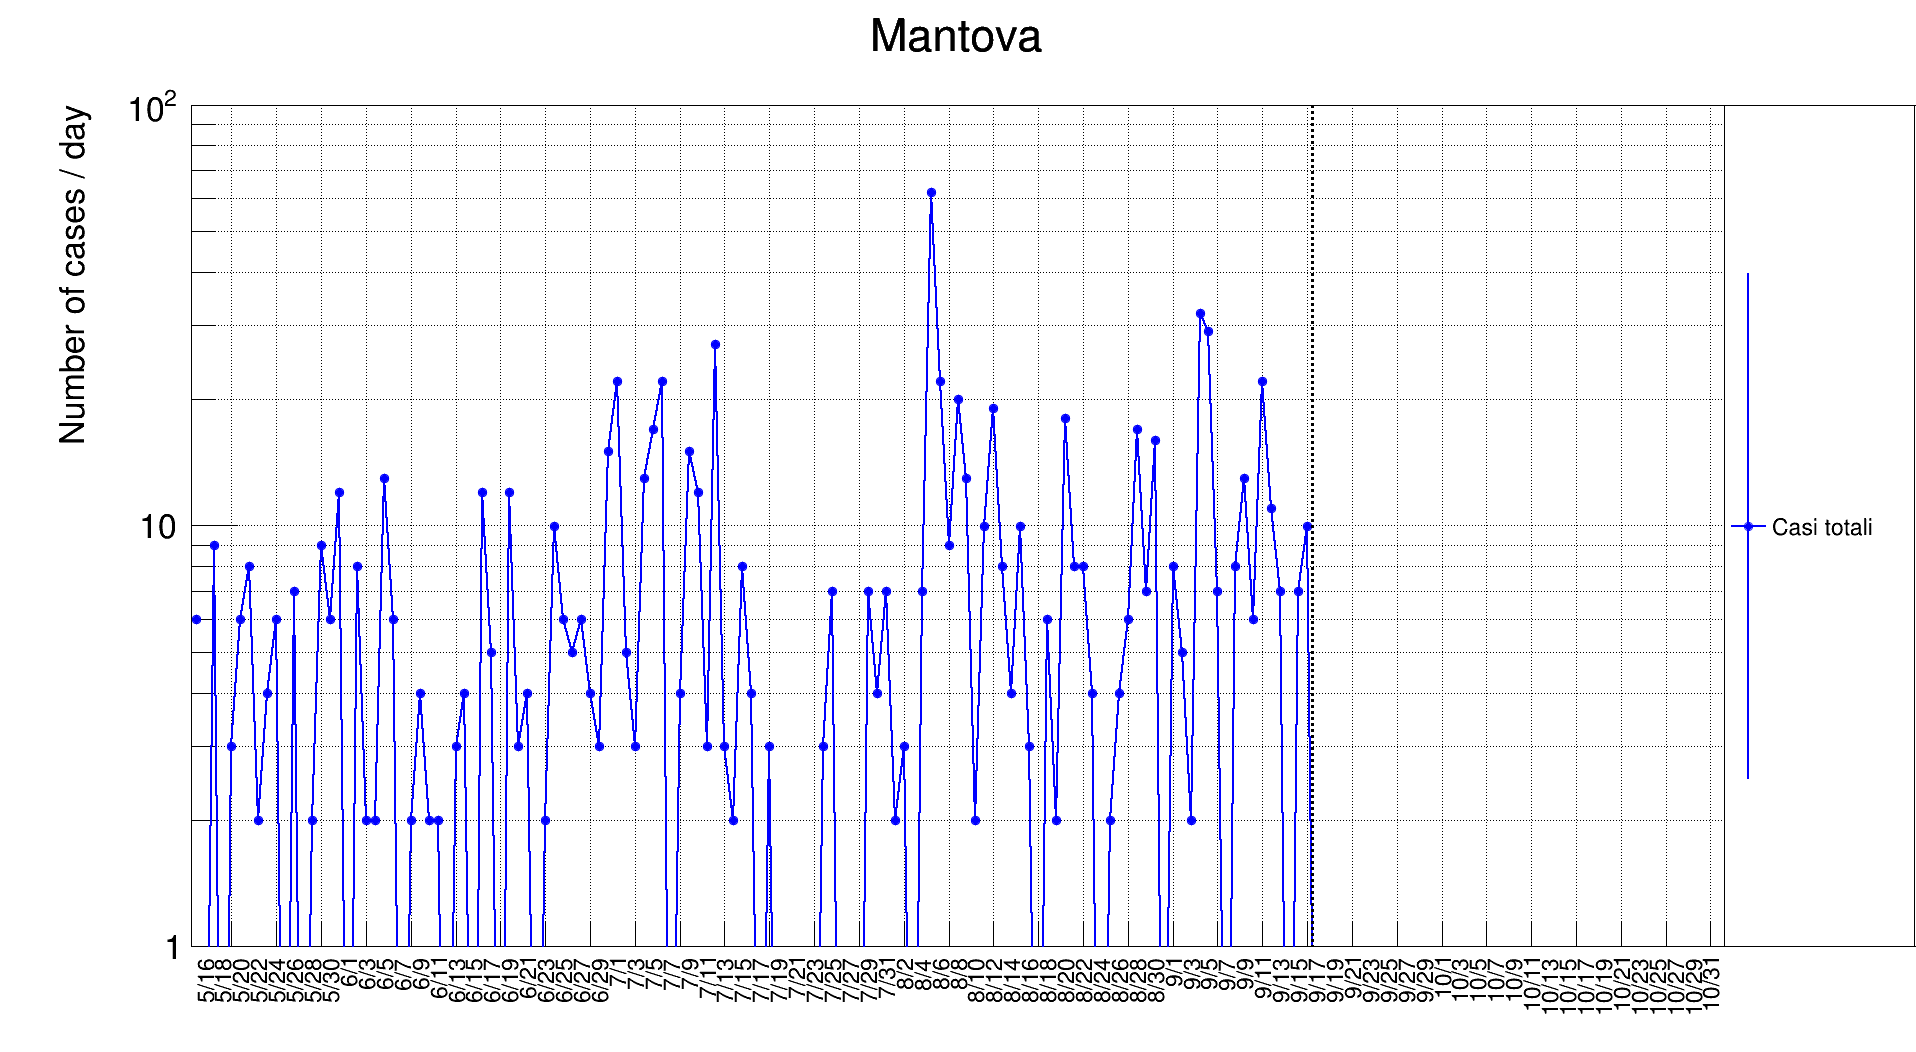 Mantova
Number of cases / day
10²
10
1
5/16 5/18 5/20 5/22 5/24 5/26 5/28 5/30 6/1 6/3 6/5 6/7 6/9 6/11 6/13 6/15 6/17 6/19 6/21 6/23 6/25 6/27 6/29 7/1 7/3 7/5 7/7 7/9 7/11 7/13 7/15 7/17 7/19 7/21 7/23 7/25 7/27 7/29 7/31 8/2 8/4 8/6 8/8 8/10 8/12 8/14 8/16 8/18 8/20 8/22 8/24 8/26 8/28 8/30 9/1 9/3 9/5 9/7 9/9 9/11 9/13 9/15 9/17 9/19 9/21 9/23 9/25 9/27 9/29 10/1 10/3 10/5 10/7 10/9 10/11 10/13 10/15 10/17 10/19 10/21 10/23 10/25 10/27 10/29 10/31
Casi totali